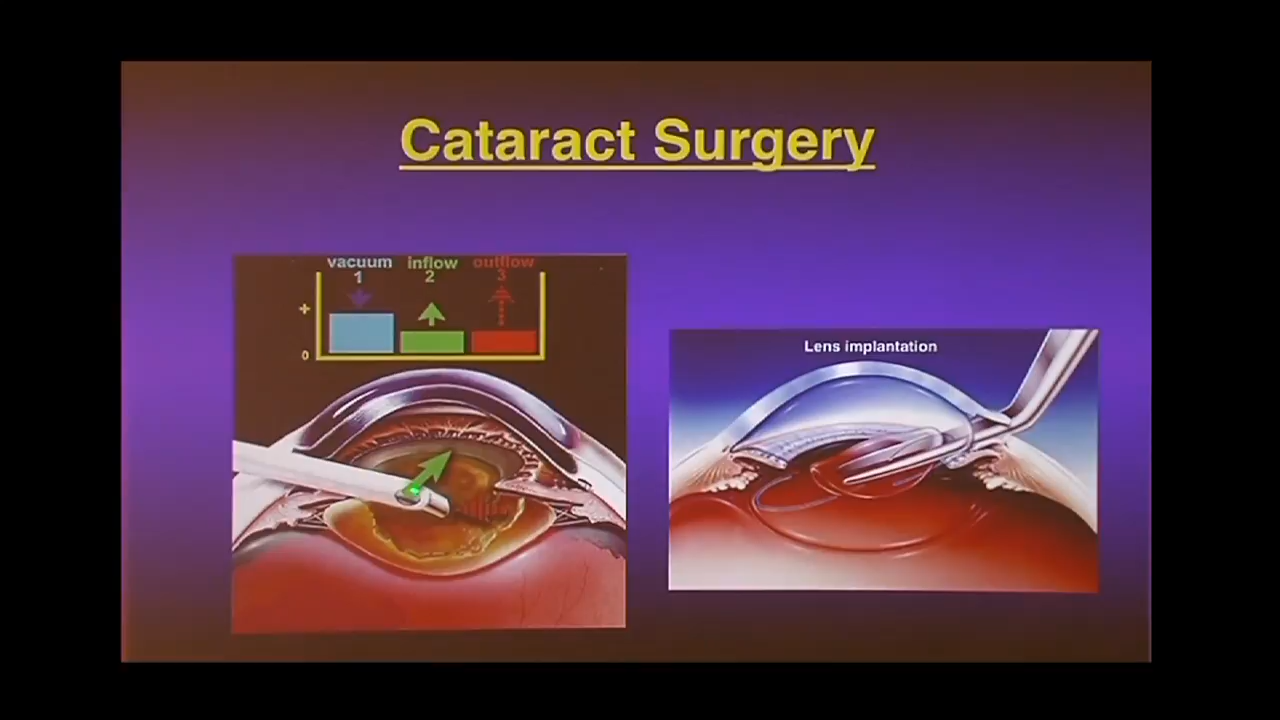 Cataract Surgery
vacuum inflow outflow
1 2 3
+
0
Lens implantation